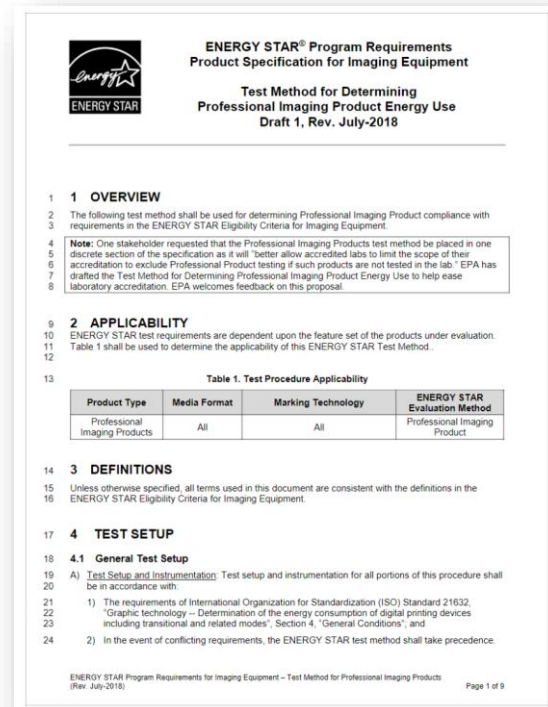 energy
ENERGY STAR
ENERGY STAR® Program Requirements
Product Specification for Imaging Equipment
Test Method for Determining
Professional Imaging Product Energy Use
Draft 1, Rev. July-2018
1 1 OVERVIEW
2 The following test method shall be used for determining Professional Imaging Product compliance with
3 requirements in the ENERGY STAR Eligibility Criteria for Imaging Equipment.
4 Note: One stakeholder requested that the Professional Imaging Products test method be placed in one
5 discrete section of the specification as it will "better allow accredited labs to limit the scope of their
6 accreditation to exclude Professional Product testing if such products are not tested in the lab." EPA has
7 drafted the Test Method for Determining Professional Imaging Product Energy Use to help ease
8 laboratory accreditation. EPA welcomes feedback on this proposal.
9 2 APPLICABILITY
10 ENERGY STAR test requirements are dependent upon the feature set of the products under evaluation.
11 Table 1 shall be used to determine the applicability of this ENERGY STAR Test Method..
12
13 Table 1. Test Procedure Applicability
Product Type Media Format Marking Technology ENERGY STAR
Evaluation Method
Professional
Imaging Products All All Professional Imaging
Product
14 3 DEFINITIONS
15 Unless otherwise specified, all terms used in this document are consistent with the definitions in the
16 ENERGY STAR Eligibility Criteria for Imaging Equipment.
17 4 TEST SETUP
18 4.1 General Test Setup
19 A) Test Setup and Instrumentation: Test setup and instrumentation for all portions of this procedure shall
20 be in accordance with:
21 1) The requirements of International Organization for Standardization (ISO) Standard 21632,
22 "Graphic technology -- Determination of the energy consumption of digital printing devices
23 including transitional and related modes", Section 4, "General Conditions"; and
24 2) In the event of conflicting requirements, the ENERGY STAR test method shall take precedence.
ENERGY STAR Program Requirements for Imaging Equipment – Test Method for Professional Imaging Products
(Rev. July-2018) Page 1 of 9